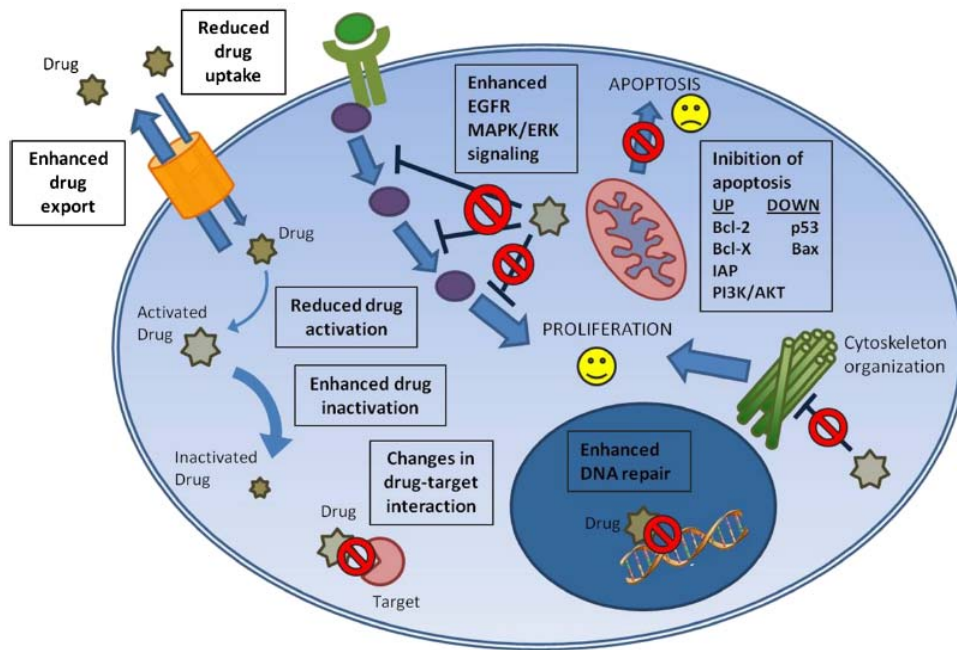 Drug
Reduced
drug
uptake
Enhanced
drug
export
Drug
Activated
Drug
Reduced drug
activation
Enhanced drug
inactivation
Inactivated
Drug
Changes in
drug-target
interaction
Drug
Target
Enhanced
EGFR
MAPK/ERK
signaling
APOPTOSIS
Inibition of
apoptosis
UP DOWN
Bcl-2 p53
Bcl-X Bax
IAP
PI3K/AKT
PROLIFERATION
Cytoskeleton
organization
Enhanced
DNA repair
Drug